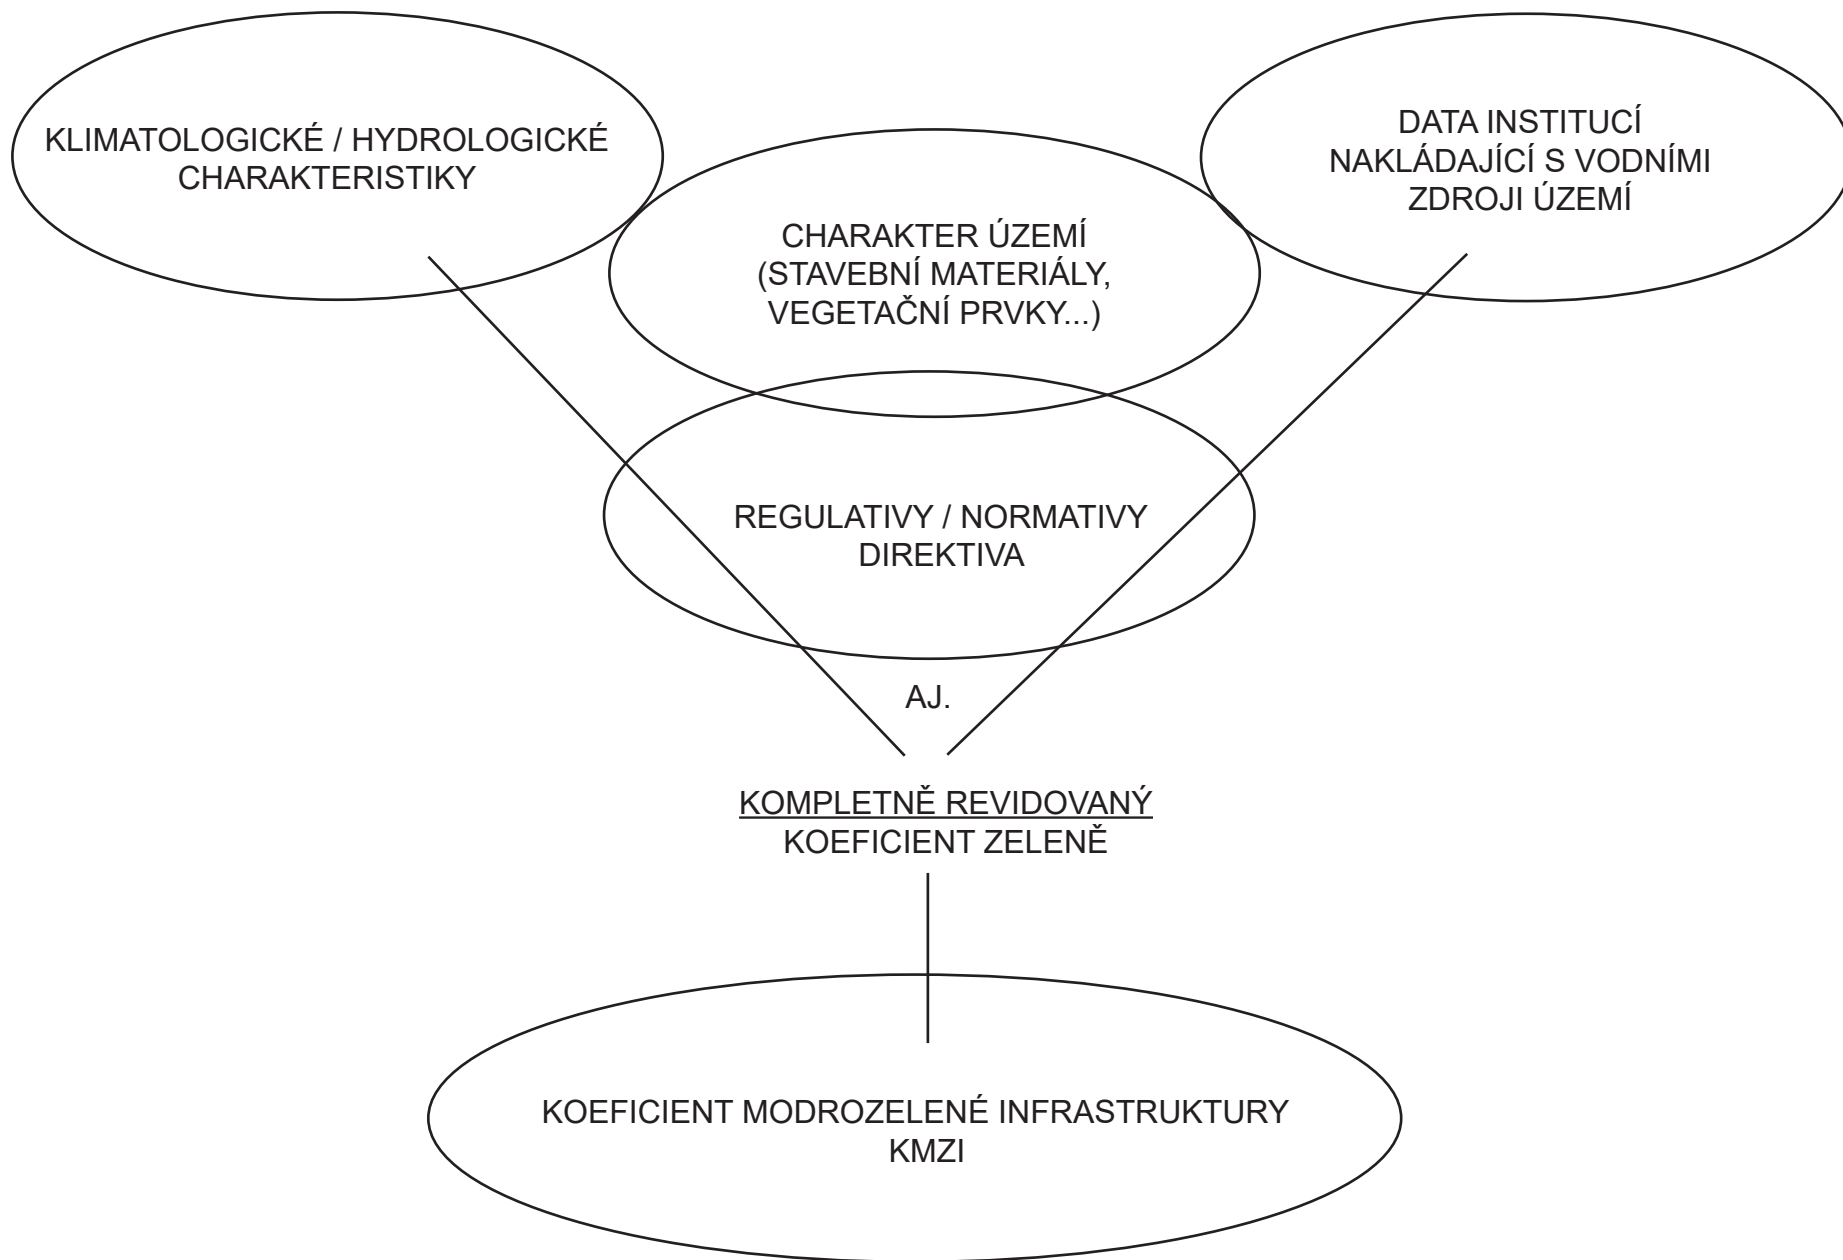 KLIMATOLOGICKÉ / HYDROLOGICKÉ
CHARAKTERISTIKY
CHARAKTER ÚZEMÍ
(STAVEBNÍ MATERIÁLY,
VEGETAČNÍ PRVKY...)
DATA INSTITUCÍ
NAKLÁDAJÍCÍ S VODNÍMI
ZDROJI ÚZEMÍ
REGULATIVY / NORMATIVY
DIREKTIVA
AJ.
KOMPLETNĚ REVIDOVANÝ
KOEFICIENT ZELENĚ
KOEFICIENT MODROZELENÉ INFRASTRUKTURY
KMZI